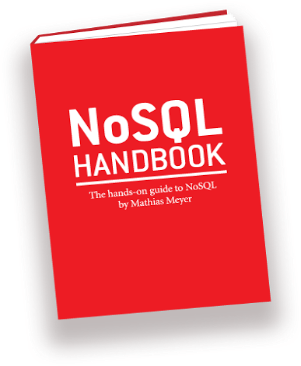 NoSQL
HANDBOOK
The hands-on guide to NoSQL
by Mathias Meyer